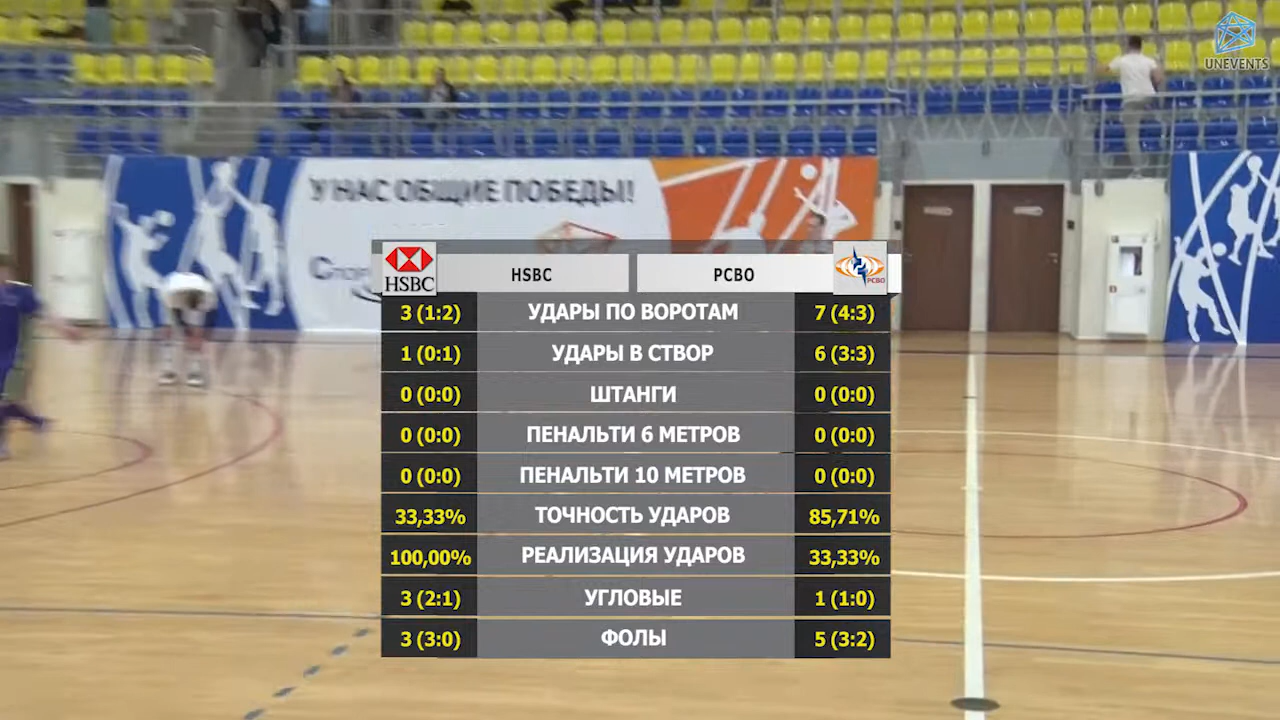 UNEVENTS
У НАС ОБЩИЕ ПОБЕДЫ!
HSBC HSBC РСВО РСВО
3 (1:2) УДАРЫ ПО ВОРОТАМ 7 (4:3)
1 (0:1) УДАРЫ В СТВОР 6 (3:3)
0 (0:0) ШТАНГИ 0 (0:0)
0 (0:0) ПЕНАЛЬТИ 6 МЕТРОВ 0 (0:0)
0 (0:0) ПЕНАЛЬТИ 10 МЕТРОВ 0 (0:0)
33,33% ТОЧНОСТЬ УДАРОВ 85,71%
100,00% РЕАЛИЗАЦИЯ УДАРОВ 33,33%
3 (2:1) УГЛОВЫЕ 1 (1:0)
3 (3:0) ФОЛЫ 5 (3:2)